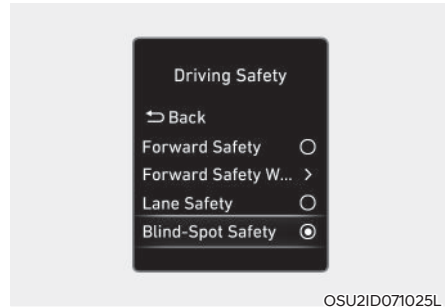 Driving Safety
Back
Forward Safety
Forward Safety W... >
Lane Safety
Blind-Spot Safety
OSU2ID071025L